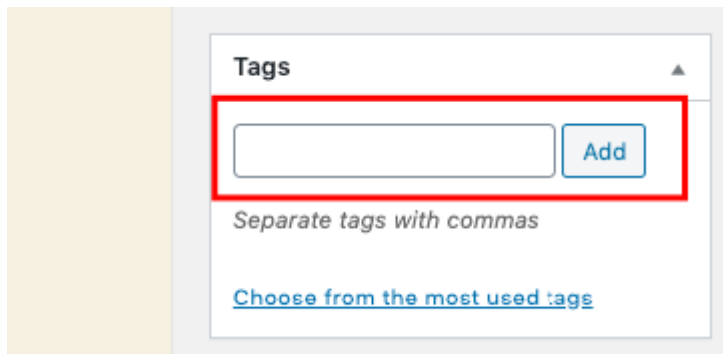 Tags
Add
Separate tags with commas
Choose from the most used tags